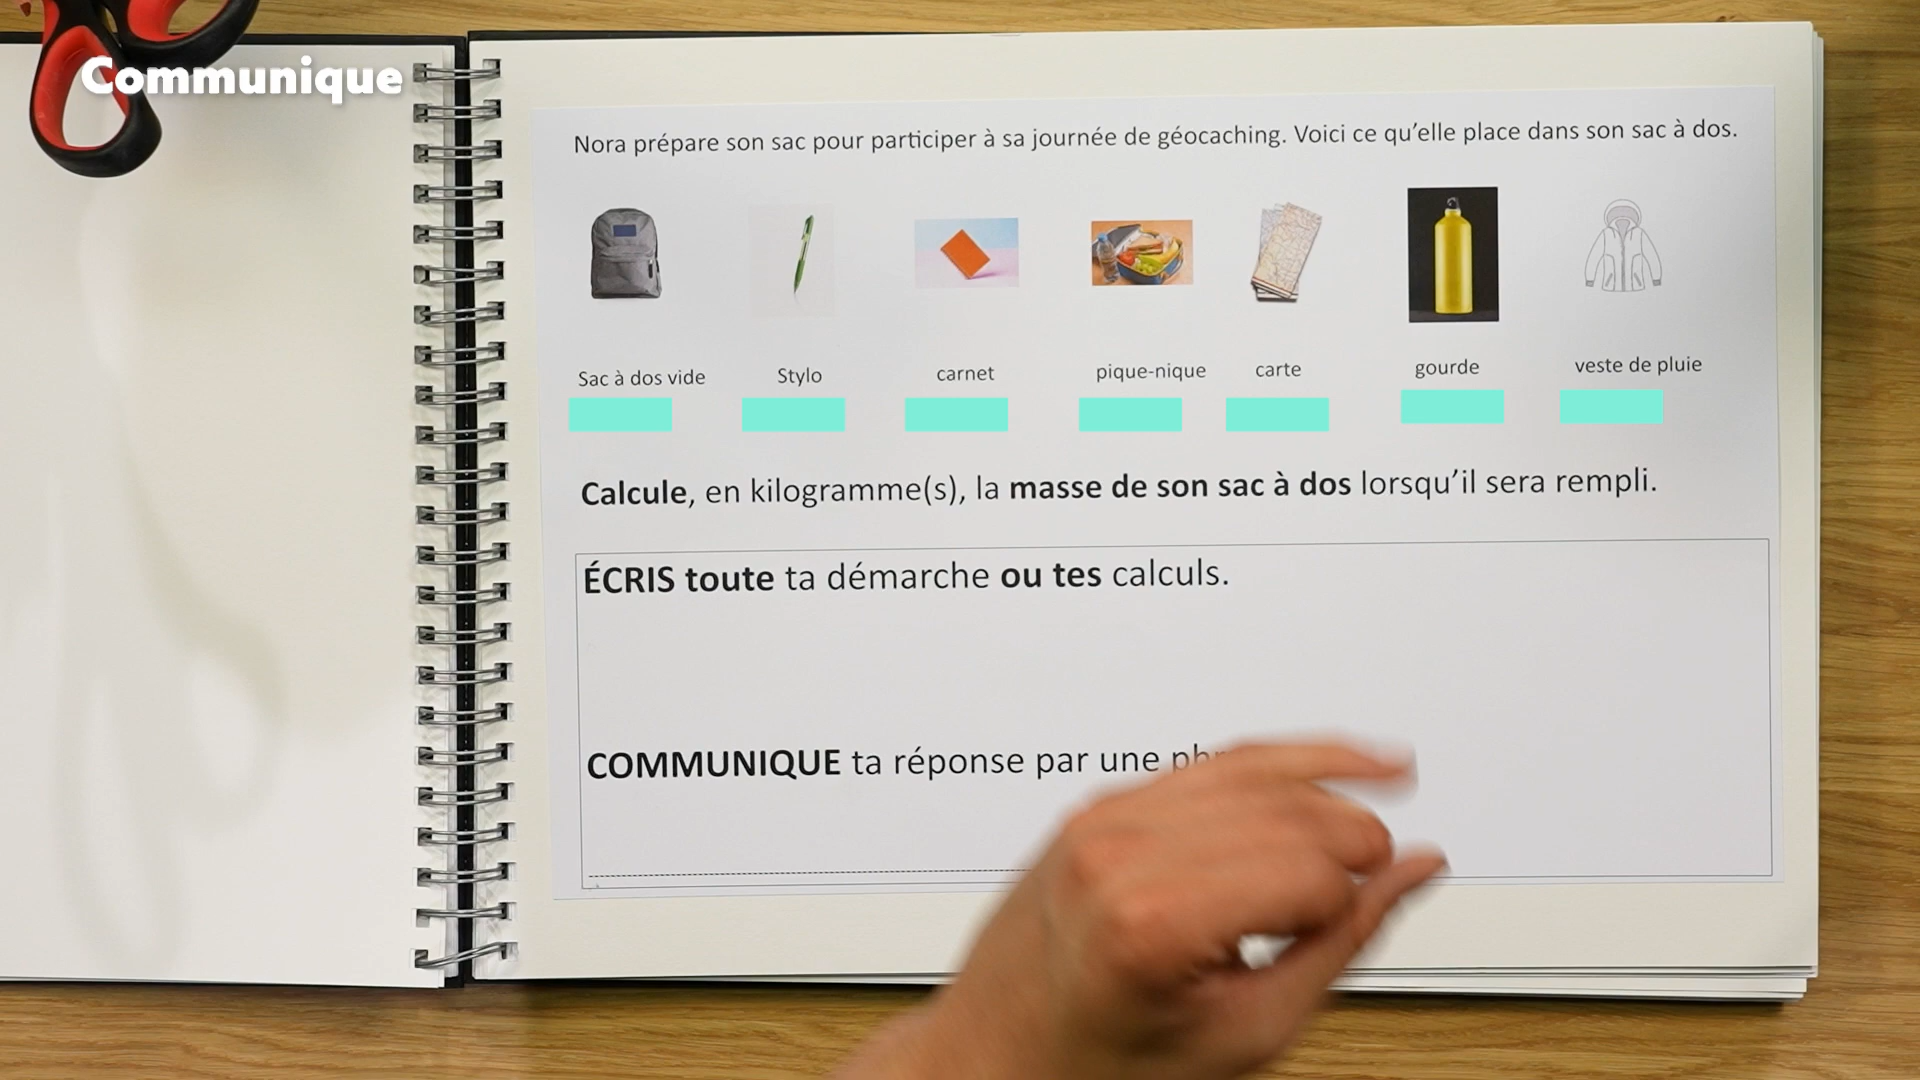 Communique
Nora prépare son sac pour participer à sa journée de géocaching. Voici ce qu'elle place dans son sac à dos.
Sac à dos vide Stylo carnet pique-nique carte gourde veste de pluie
Calcule, en kilogramme(s), la masse de son sac à dos lorsqu'il sera rempli.
ÉCRIS toute ta démarche ou tes calculs.
COMMUNIQUE ta réponse par une